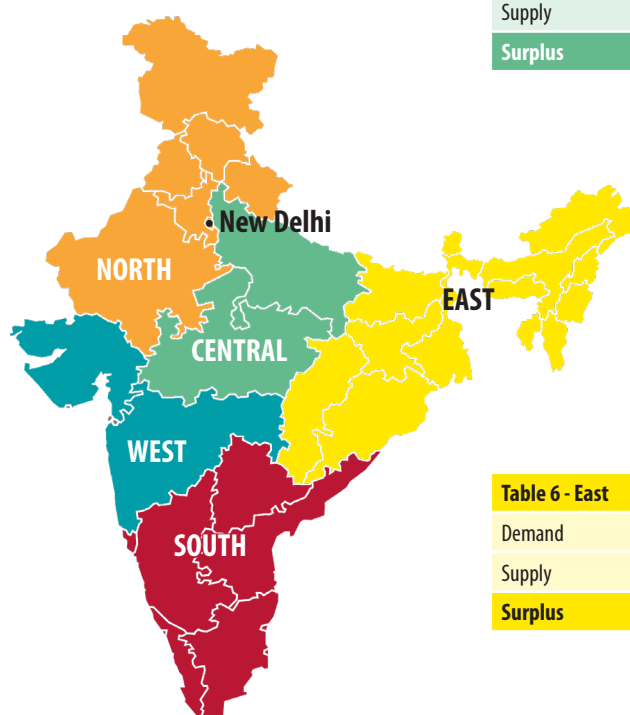 Supply
Surplus
New Delhi
NORTH
EAST
CENTRAL
WEST
Table 6 - East
Demand
Supply
SOUTH
Surplus